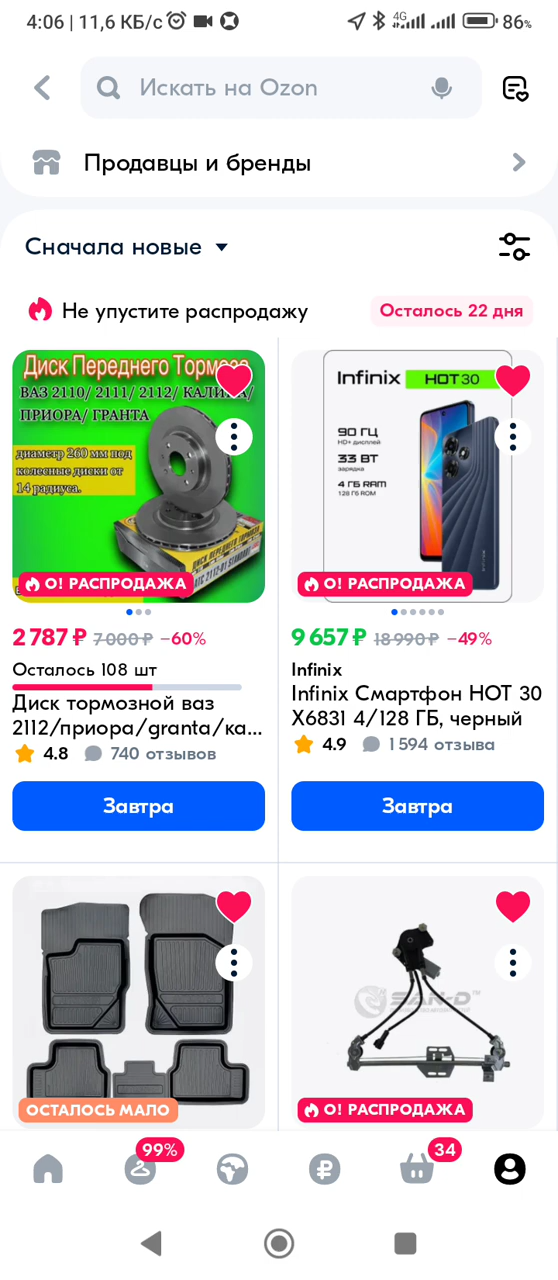 4:06 | 11,6 КБ/с
4G
86%
Искать на Ozon
Продавцы и бренды
Сначала новые
Не упустите распродажу
Осталось 22 дня
Диск Переднего Тормоза
ВАЗ 2110/ 2111/ 2112/ КАЛИНА/
ПРИОРА/ ГРАНТА
диаметр 260 мм под
колесные диски от
14 радиуса.
ДИСК ПЕРЕДНЕГО ТОРМОЗА
О! РАСПРОДАЖА
Infinix HOT 30
90 ГЦ
HD+ дисплей
33 ВТ
зарядка
4 ГБ RAM
128 ГБ ROM
О! РАСПРОДАЖА
2 787 ₽ 7 000 ₽ −60%
Осталось 108 шт
Диск тормозной ваз
2112/приора/granta/ка...
4.8 740 отзывов
Завтра
9 657 ₽ 18 990 ₽ −49%
Infinix
Infinix Смартфон HOT 30
X6831 4/128 ГБ, черный
4.9 1 594 отзыва
Завтра
ОСТАЛОСЬ МАЛО
SAN-D
О! РАСПРОДАЖА
99%
34